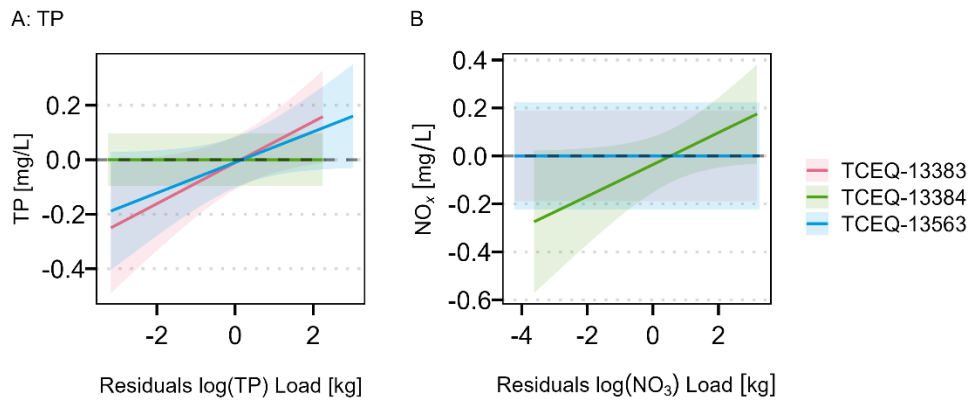 A: TP
B
TP [mg/L]
0.2
0.0
-0.2
-0.4
-2
0
2
Residuals log(TP) Load [kg]
NOₓ [mg/L]
0.4
0.2
0.0
-0.2
-0.4
-0.6
-4
-2
0
2
Residuals log(NO₃) Load [kg]
TCEQ-13383
TCEQ-13384
TCEQ-13563